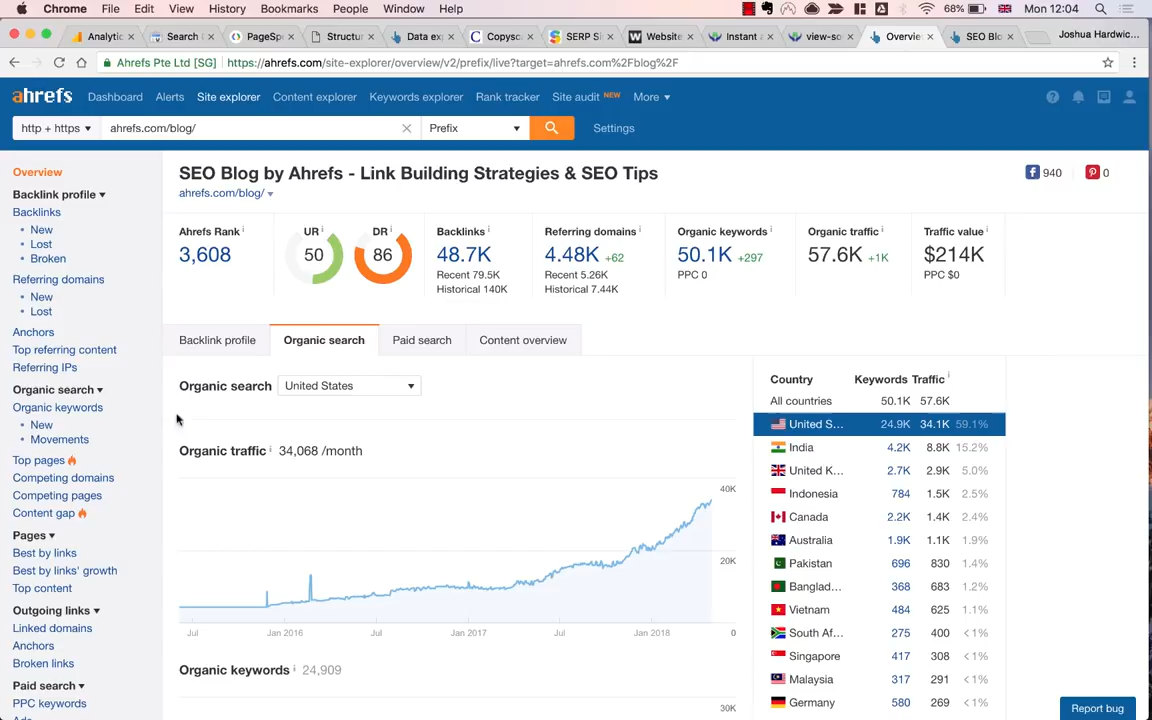 Chrome File Edit View History Bookmarks People Window Help 68% Mon 12:04
Analytic Search C PageSp Structur Data exp Copysc SERP Si Website Instant a view-so Overvie SEO Blo Joshua Hardwic...
Ahrefs Pte Ltd [SG] https://ahrefs.com/site-explorer/overview/v2/prefix/live?target=ahrefs.com%2Fblog%2F
ahrefs Dashboard Alerts Site explorer Content explorer Keywords explorer Rank tracker Site audit NEW More
http + https ahrefs.com/blog/ Prefix Settings
Overview
Backlink profile
Backlinks
New
Lost
Broken
Referring domains
New
Lost
Anchors
Top referring content
Referring IPs
Organic search
Organic keywords
New
Movements
Top pages
Competing domains
Competing pages
Content gap
Pages
Best by links
Best by links' growth
Top content
Outgoing links
Linked domains
Anchors
Broken links
Paid search
PPC keywords
SEO Blog by Ahrefs - Link Building Strategies & SEO Tips
940 0
ahrefs.com/blog/
Ahrefs Rank UR DR Backlinks Referring domains Organic keywords Organic traffic Traffic value
3,608 50 86 48.7K 4.48K +62 50.1K +297 57.6K +1K $214K
Recent 79.5K Recent 5.26K PPC 0 PPC $0
Historical 140K Historical 7.44K
Backlink profile Organic search Paid search Content overview
Organic search United States
Organic traffic 34,068 /month
40K
20K
0
Jul Jan 2016 Jul Jan 2017 Jul Jan 2018
Organic keywords 24,909
30K
Country Keywords Traffic
All countries 50.1K 57.6K
United S... 24.9K 34.1K 59.1%
India 4.2K 8.8K 15.2%
United K... 2.7K 2.9K 5.0%
Indonesia 784 1.5K 2.5%
Canada 2.2K 1.4K 2.4%
Australia 1.9K 1.1K 1.9%
Pakistan 696 830 1.4%
Banglad... 368 683 1.2%
Vietnam 484 625 1.1%
South Af... 275 400 <1%
Singapore 417 308 <1%
Malaysia 317 291 <1%
Germany 580 269 <1%
Report bug